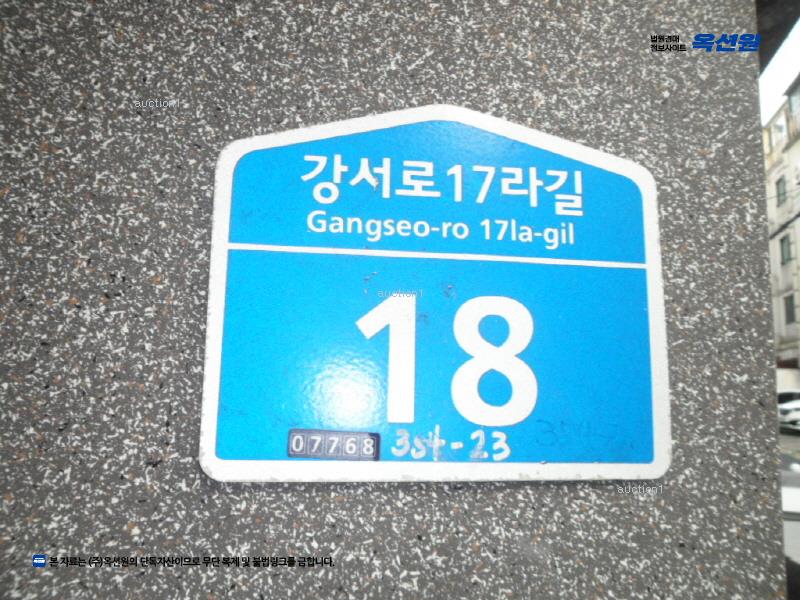 법원경매
정보사이트 옥션원
auction1
강서로17라길
Gangseo-ro 17la-gil
auction1
18
07768 354-23
auction1
본 자료는 (주)옥션원의 단독자산이므로 무단 복제 및 불법링크를 금합니다.